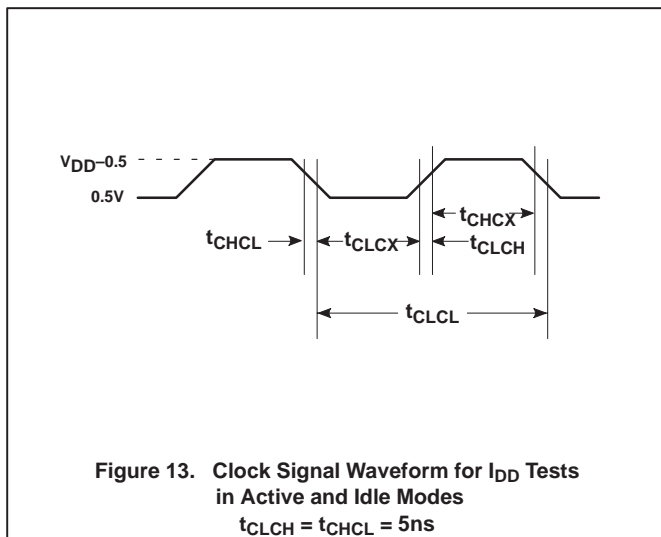 VDD–0.5
0.5V
tCHCX
tCHCL
tCLCX
tCLCH
tCLCL
Figure 13. Clock Signal Waveform for IDD Tests
in Active and Idle Modes
tCLCH = tCHCL = 5ns